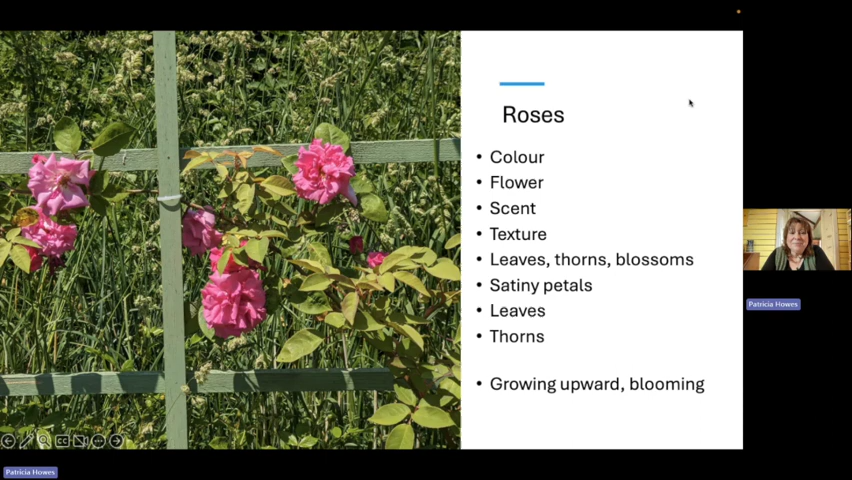 Roses
• Colour
• Flower
• Scent
• Texture
• Leaves, thorns, blossoms
• Satiny petals
• Leaves
• Thorns
• Growing upward, blooming
Patricia Howes
CC
Patricia Howes